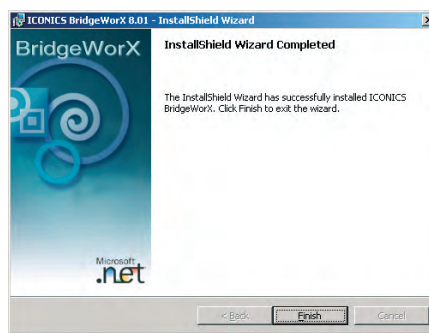 ICONICS BridgeWorX 8.01 - InstallShield Wizard
BridgeWorX
InstallShield Wizard Completed
The InstallShield Wizard has successfully installed ICONICS
BridgeWorX. Click Finish to exit the wizard.
Microsoft
.net
< Back
Finish
Cancel